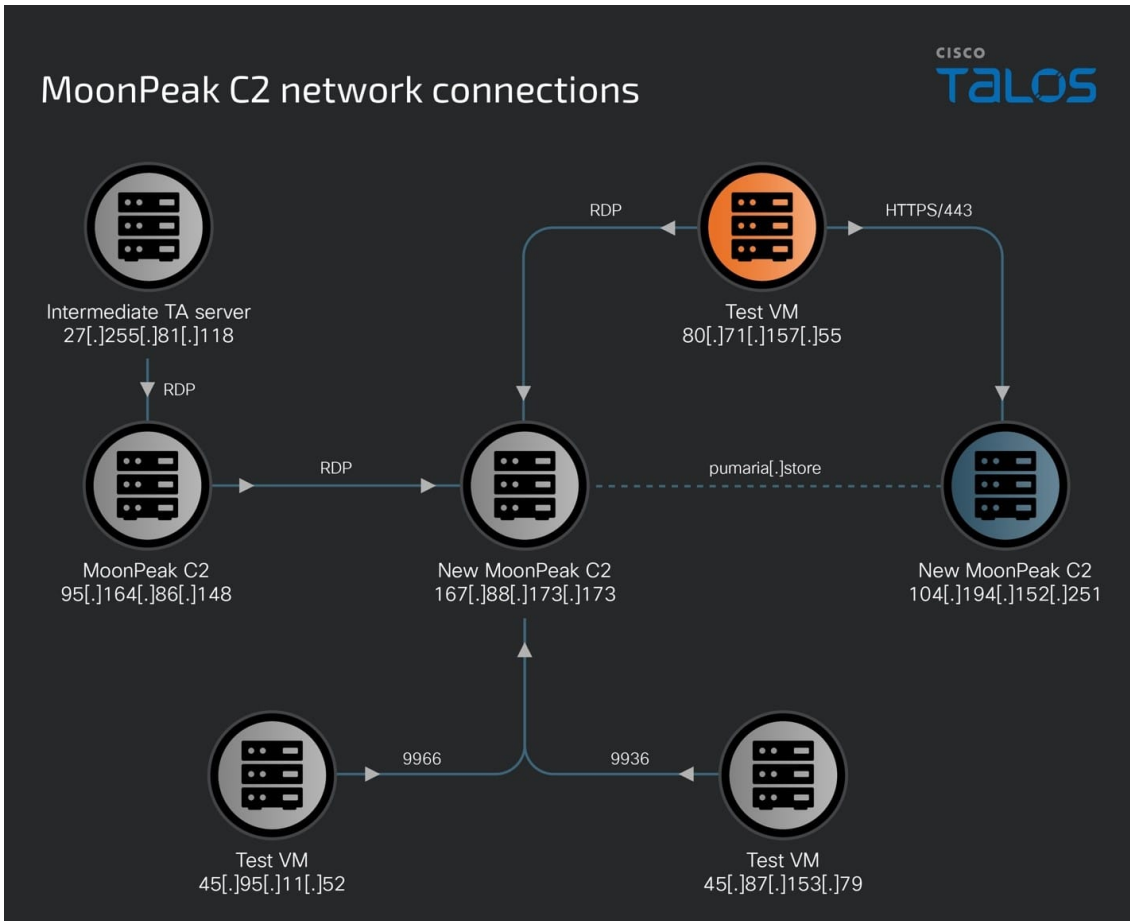 CISCO
TALOS
MoonPeak C2 network connections
RDP
HTTPS/443
Intermediate TA server
27[.]255[.]81[.]118
Test VM
80[.]71[.]157[.]55
RDP
RDP
pumaria[.]store
MoonPeak C2
95[.]164[.]86[.]148
New MoonPeak C2
167[.]88[.]173[.]173
New MoonPeak C2
104[.]194[.]152[.]251
9966
9936
Test VM
45[.]95[.]11[.]52
Test VM
45[.]87[.]153[.]79